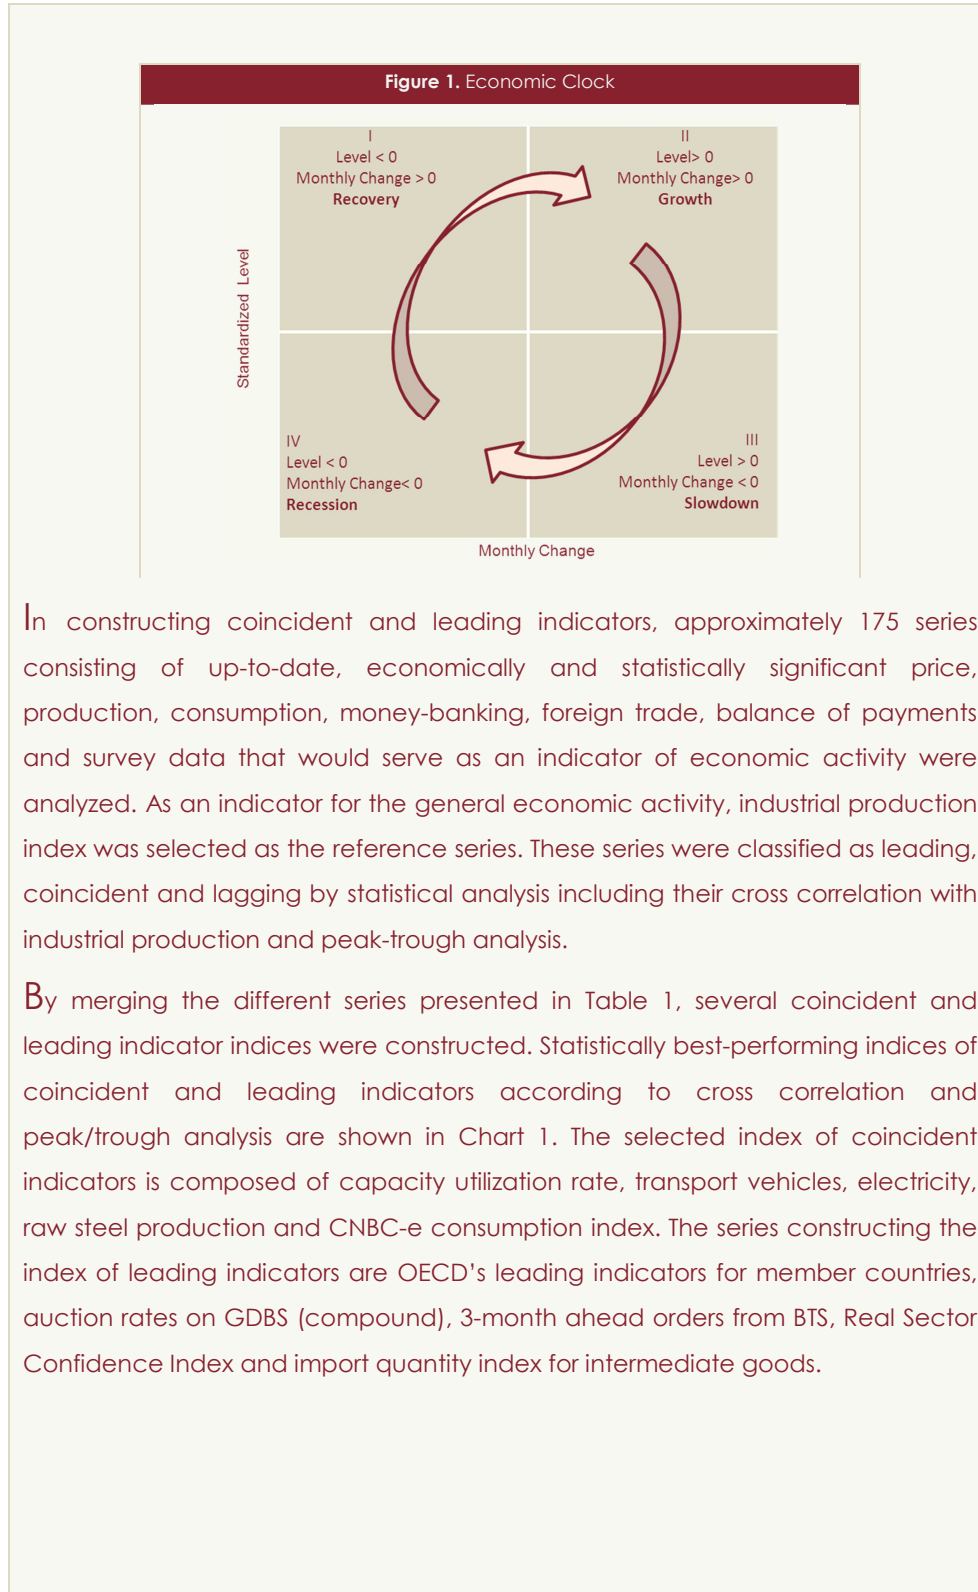 Figure 1. Economic Clock
I
Level < 0
Monthly Change > 0
Recovery
II
Level> 0
Monthly Change> 0
Growth
Standardized Level
IV
Level < 0
Monthly Change< 0
Recession
III
Level > 0
Monthly Change < 0
Slowdown
Monthly Change
In constructing coincident and leading indicators, approximately 175 series
consisting of up-to-date, economically and statistically significant price,
production, consumption, money-banking, foreign trade, balance of payments
and survey data that would serve as an indicator of economic activity were
analyzed. As an indicator for the general economic activity, industrial production
index was selected as the reference series. These series were classified as leading,
coincident and lagging by statistical analysis including their cross correlation with
industrial production and peak-trough analysis.
By merging the different series presented in Table 1, several coincident and
leading indicator indices were constructed. Statistically best-performing indices of
coincident and leading indicators according to cross correlation and
peak/trough analysis are shown in Chart 1. The selected index of coincident
indicators is composed of capacity utilization rate, transport vehicles, electricity,
raw steel production and CNBC-e consumption index. The series constructing the
index of leading indicators are OECD's leading indicators for member countries,
auction rates on GDBS (compound), 3-month ahead orders from BTS, Real Sector
Confidence Index and import quantity index for intermediate goods.